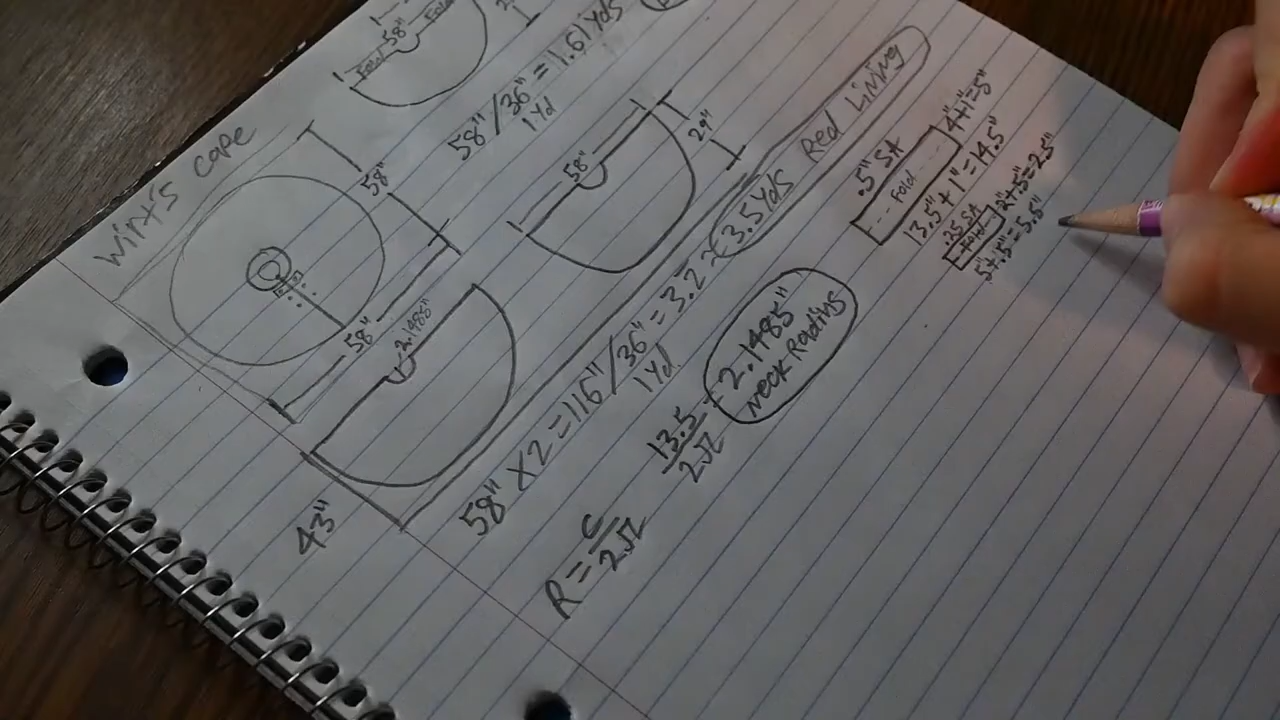 58"
Fold
Fold
58"/36" = 1.61 Yds
1 Yd
Wirt's cape
58"
58"
2.1485"
43"
58"
29"
58" X 2 = 116"/36" = 3.2 ≈ 3.5 Yds Red Lining
1 Yd
R = C
2π
13.5 = 2.1485"
2π
Neck Radius
.5" SA
Fold
4"+1"=5"
13.5"+1"=14.5"
.25 SA
Fold
2"+.5"=2.5"
5"+.5"=5.5"